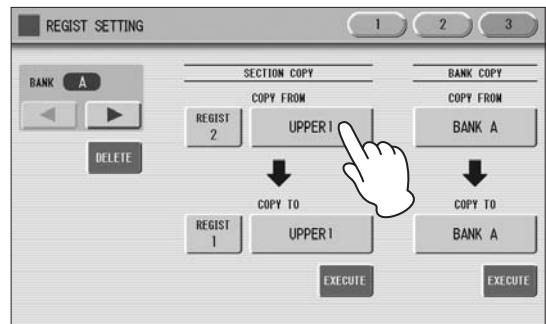 REGIST SETTING
1
2
3
BANK A
DELETE
SECTION COPY
COPY FROM
REGIST
2
UPPER1
COPY TO
REGIST
1
UPPER1
EXECUTE
BANK COPY
COPY FROM
BANK A
COPY TO
BANK A
EXECUTE